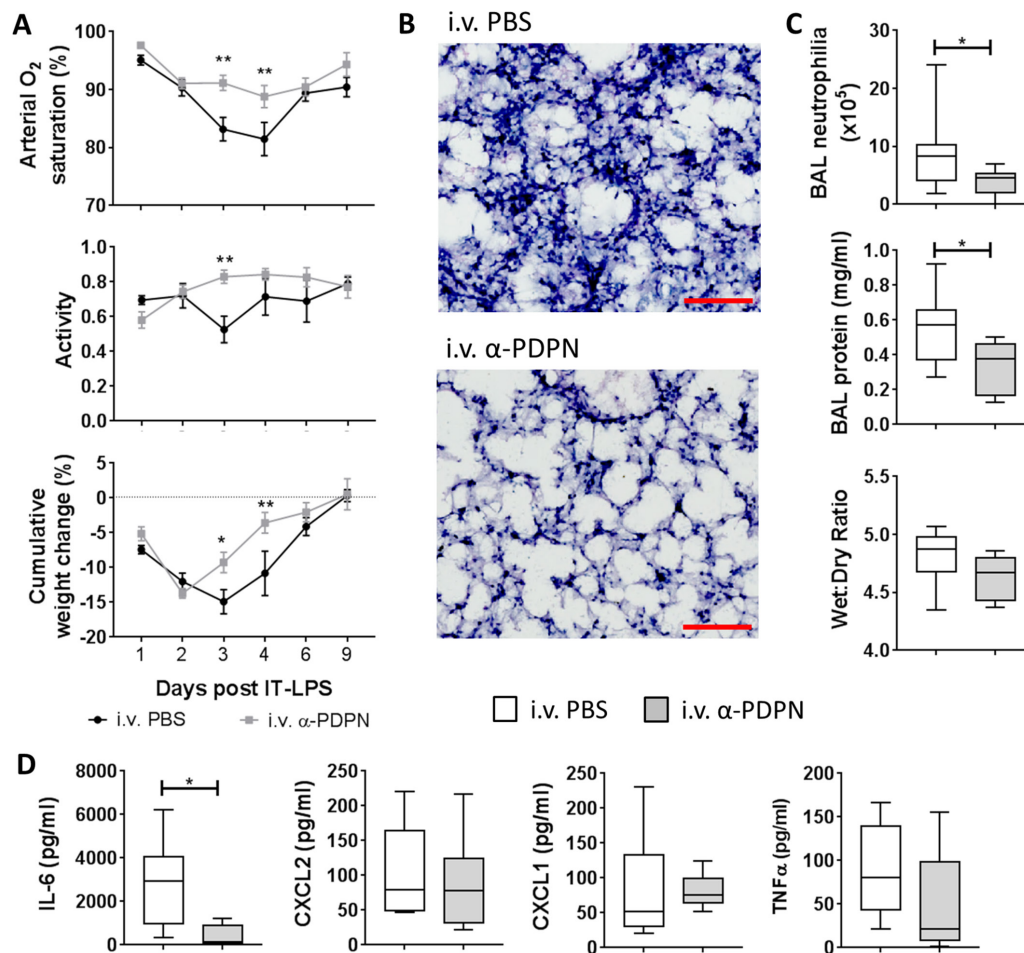 A
Arterial O2
saturation (%)
100
90
80
70
**
**
Activity
1.0
0.8
0.6
0.4
0.2
0.0
**
Cumulative
weight change (%)
5
0
-5
-10
-15
-20
*
**
1 2 3 4 6 9
Days post IT-LPS
i.v. PBS i.v. α-PDPN
B
i.v. PBS
i.v. α-PDPN
C
BAL neutrophilia
(x10⁵)
30
20
10
0
*
BAL protein (mg/ml)
1.0
0.8
0.6
0.4
0.2
0.0
*
Wet:Dry Ratio
5.5
5.0
4.5
4.0
i.v. PBS i.v. α-PDPN
D
IL-6 (pg/ml)
8000
6000
4000
2000
0
*
CXCL2 (pg/ml)
250
200
150
100
50
0
CXCL1 (pg/ml)
250
200
150
100
50
0
TNFα (pg/ml)
200
150
100
50
0